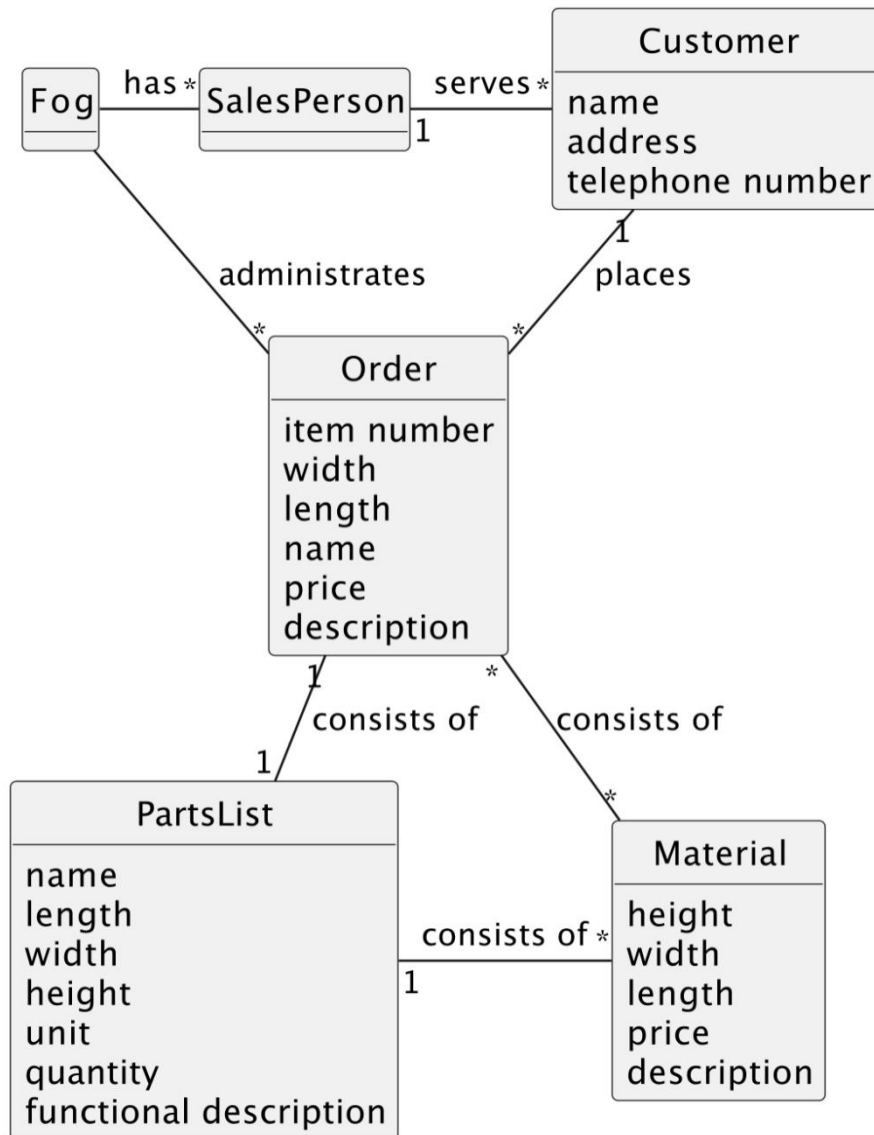 Fog
has *
SalesPerson
serves *
1
Customer
name
address
telephone number
1
administrates
places
*
*
Order
item number
width
length
name
price
description
1
*
consists of
consists of
1
*
PartsList
name
length
width
height
unit
quantity
functional description
consists of *
1
Material
height
width
length
price
description